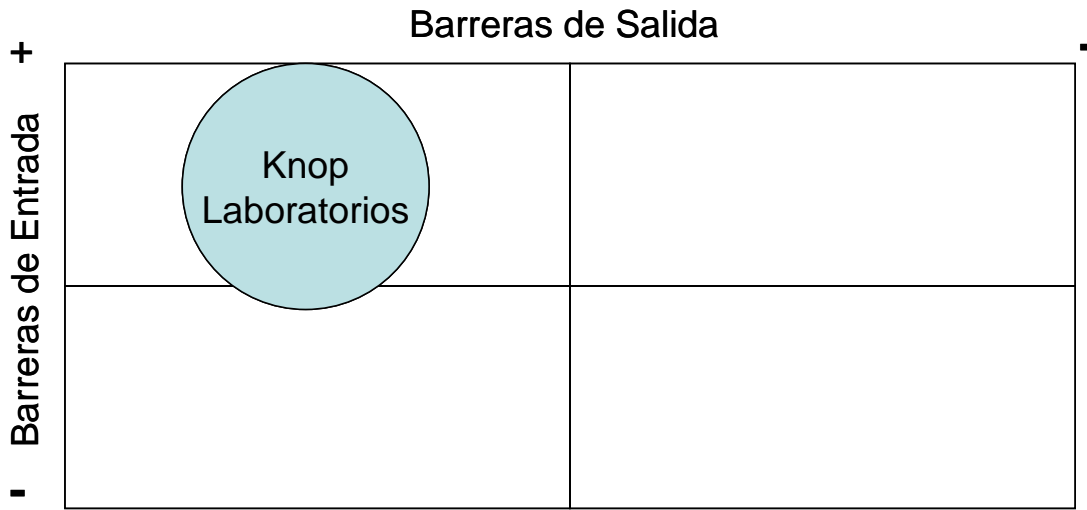 Barreras de Salida
+
-
Barreras de Entrada
Knop
Laboratorios
-